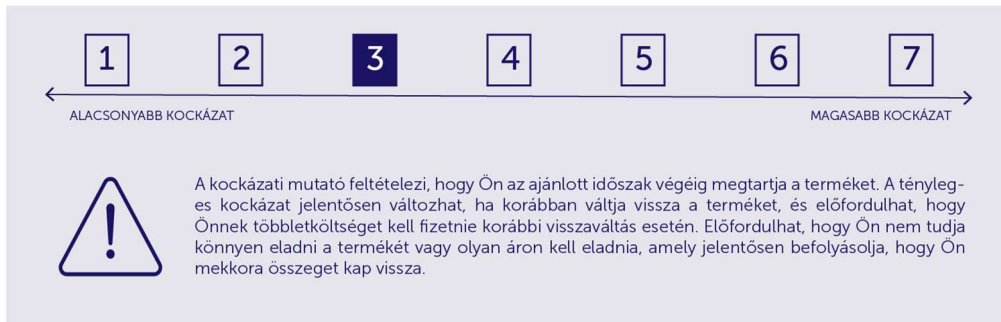 1 2 3 4 5 6 7
ALACSONYABB KOCKÁZAT MAGASABB KOCKÁZAT
A kockázati mutató feltételezi, hogy Ön az ajánlott időszak végéig megtartja a terméket. A tényleg-
es kockázat jelentősen változhat, ha korábban váltja vissza a terméket, és előfordulhat, hogy
Önnek többletköltséget kell fizetnie korábbi visszaváltás esetén. Előfordulhat, hogy Ön nem tudja
könnyen eladni a termékét vagy olyan áron kell eladnia, amely jelentősen befolyásolja, hogy Ön
mekkora összeget kap vissza.